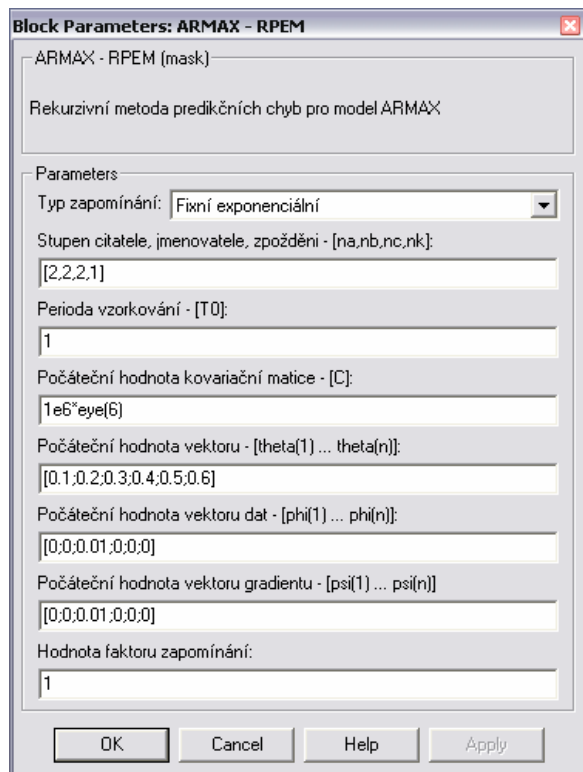 Block Parameters: ARMAX - RPEM
ARMAX - RPEM (mask)
Rekurzivní metoda predikčních chyb pro model ARMAX
Parameters
Typ zapomínání: Fixní exponenciální
Stupen citatele, jmenovatele, zpožděni - [na,nb,nc,nk]:
[2,2,2,1]
Perioda vzorkování - [T0]:
1
Počáteční hodnota kovariační matice - [C]:
1e6*eye(6)
Počáteční hodnota vektoru - [theta(1) ... theta(n)]:
[0.1;0.2;0.3;0.4;0.5;0.6]
Počáteční hodnota vektoru dat - [phi(1) ... phi(n)]:
[0;0;0.01;0;0;0]
Počáteční hodnota vektoru gradientu - [psi(1) ... psi(n)]
[0;0;0.01;0;0;0]
Hodnota faktoru zapomínání:
1
OK Cancel Help Apply